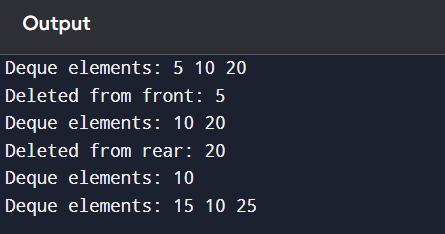 Output
Deque elements: 5 10 20
Deleted from front: 5
Deque elements: 10 20
Deleted from rear: 20
Deque elements: 10
Deque elements: 15 10 25